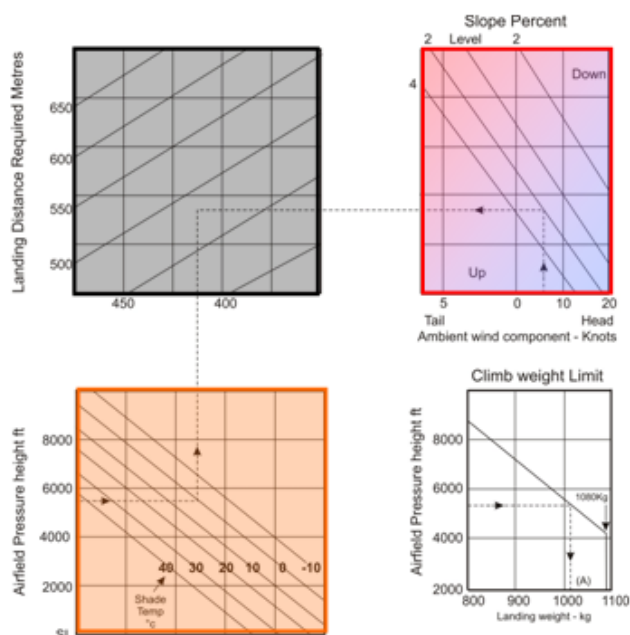 Slope Percent
2 Level 2
4
Down
Up
5 0 10 20
Tail Head
Ambient wind component - Knots
Landing Distance Required Metres
650
600
550
500
450 400
Airfield Pressure height ft
8000
6000
4000
2000
40 30 20 10 0 -10
Shade
Temp
°c
Climb weight Limit
Airfield Pressure height ft
8000
6000
4000
2000
1080Kg
(A)
800 900 1000 1100
Landing weight - kg